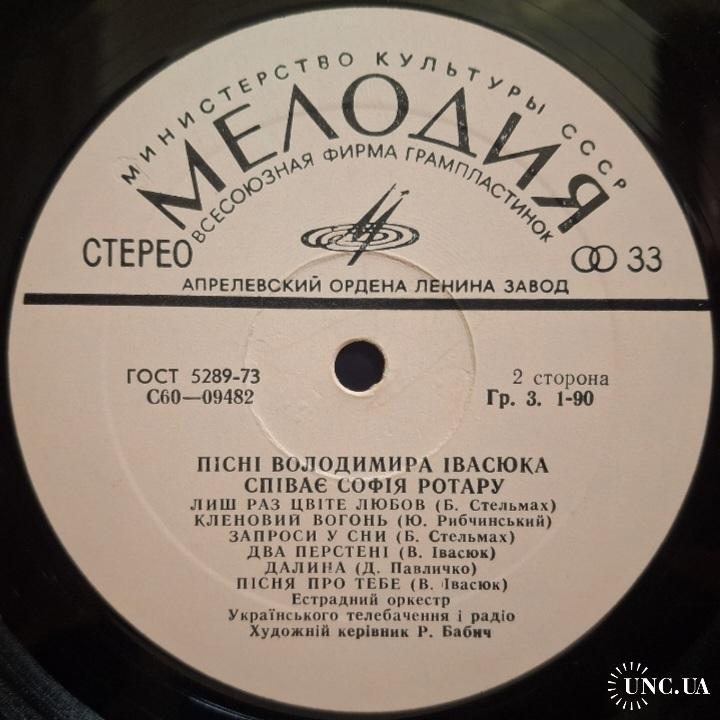 МИНИСТЕРСТВО КУЛЬТУРЫ СССР
МЕЛОДИЯ
ВСЕСОЮЗНАЯ ФИРМА ГРАМПЛАСТИНОК
СТЕРЕО
33
АПРЕЛЕВСКИЙ ОРДЕНА ЛЕНИНА ЗАВОД
ГОСТ 5289-73
2 сторона
С60—09482
Гр. 3. 1-90
ПІСНІ ВОЛОДИМИРА ІВАСЮКА
СПІВАЄ СОФІЯ РОТАРУ
ЛИШ РАЗ ЦВІТЕ ЛЮБОВ (Б. Стельмах)
КЛЕНОВИЙ ВОГОНЬ (Ю. Рибчинський)
ЗАПРОСИ У СНИ (Б. Стельмах)
ДВА ПЕРСТЕНІ (В. Івасюк)
ДАЛИНА (Д. Павличко)
ПІСНЯ ПРО ТЕБЕ (В. Івасюк)
Естрадний оркестр
Українського телебачення і радіо
Художній керівник Р. Бабич
UNC.UA